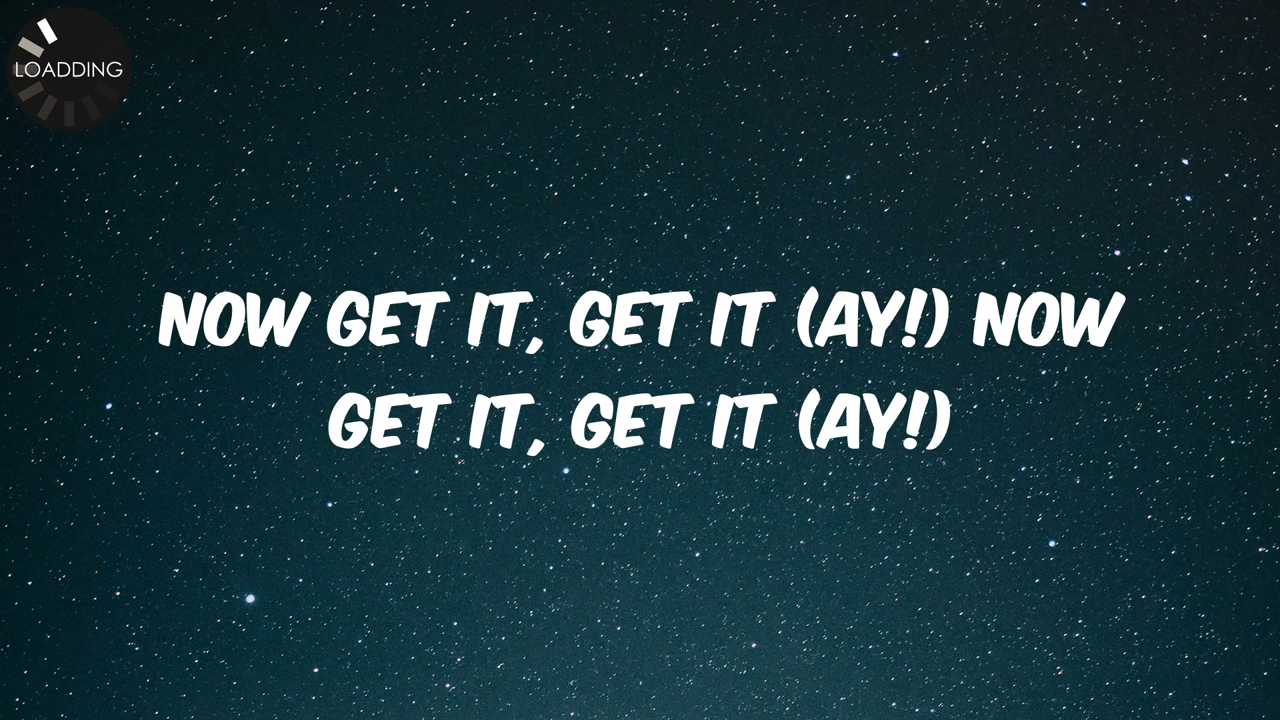 LOADDING
NOW GET IT, GET IT (AY!) NOW
GET IT, GET IT (AY!)